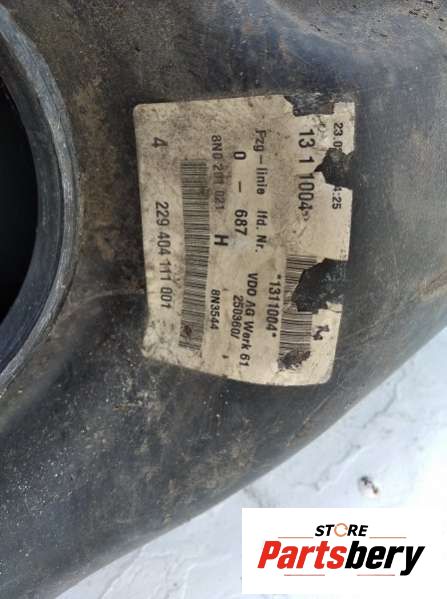 23.0 4:25
13 1 1004
*1311004*
Fzg-linie lfd. Nr.
0 - 687
VDO AG Werk 61
250360/
8N0 201 021 H
8N3544
4 229 404 111 001
STORE
Partsbery